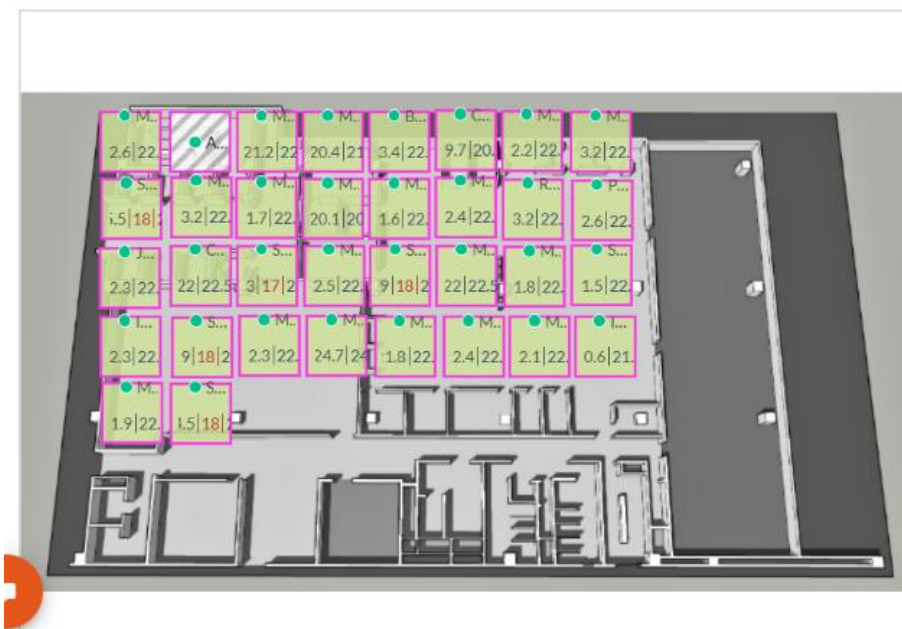 M.. A... M.. M.. B... C... M.. M..
2.6|22. 21.2|22 20.4|21 3.4|22. 9.7|20. 2.2|22. 3.2|22.
S... M.. M.. M.. M.. M.. R... P...
.5|18|2 3.2|22. 1.7|22. 20.1|20 1.6|22. 2.4|22. 3.2|22. 2.6|22.
J... C... S... M.. S... M.. M.. S...
2.3|22. 22|22.5 3|17|2 2.5|22. 9|18|2 22|22.5 1.8|22. 1.5|22.
I... S... M.. M.. M.. M.. M.. I...
2.3|22. 9|18|2 2.3|22. 24.7|24 1.8|22. 2.4|22. 2.1|22. 0.6|21.
M.. S...
1.9|22. .5|18|2